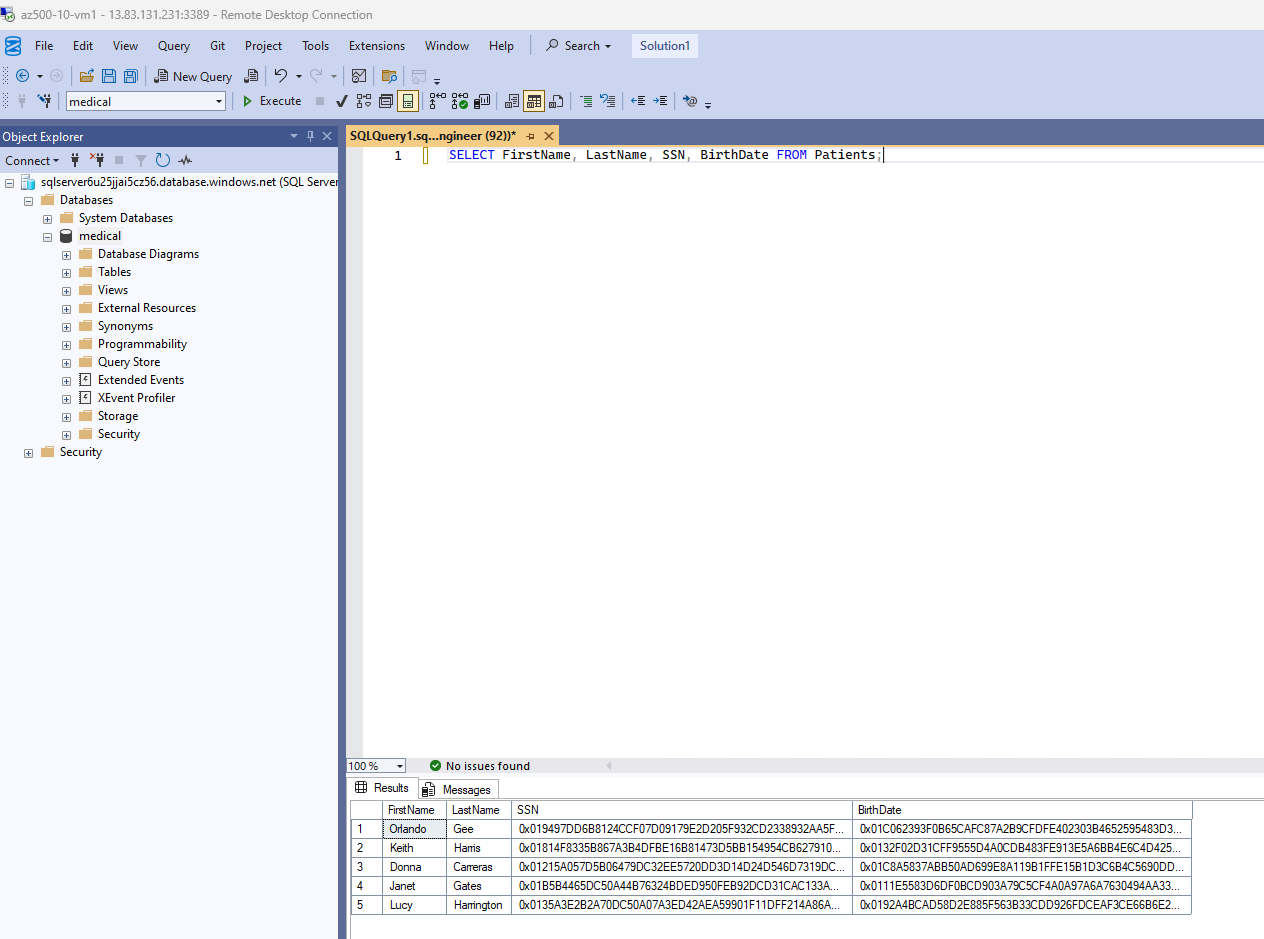 az500-10-vm1 - 13.83.131.231:3389 - Remote Desktop Connection
File Edit View Query Git Project Tools Extensions Window Help Search Solution1
New Query
medical Execute
Object Explorer
Connect
sqlserver6u25jjai5cz56.database.windows.net (SQL Server
Databases
System Databases
medical
Database Diagrams
Tables
Views
External Resources
Synonyms
Programmability
Query Store
Extended Events
XEvent Profiler
Storage
Security
Security
SQLQuery1.sq...ngineer (92))*
1 SELECT FirstName, LastName, SSN, BirthDate FROM Patients;
100 % No issues found
Results Messages
FirstName LastName SSN BirthDate
1 Orlando Gee 0x019497DD6B8124CCF07D09179E2D205F932CD2338932AA5F... 0x01C062393F0B65CAFC87A2B9CFDFE402303B4652595483D3...
2 Keith Harris 0x01814F8335B867A3B4DFBE16B81473D5BB154954CB627910... 0x0132F02D31CFF9555D4A0CDB483FE913E5A6BB4E6C4D425...
3 Donna Carreras 0x01215A057D5B06479DC32EE5720DD3D14D24D546D7319DC... 0x01C8A5837ABB50AD699E8A119B1FFE15B1D3C6B4C5690DD...
4 Janet Gates 0x01B5B4465DC50A44B76324BDED950FEB92DCD31CAC133A... 0x0111E5583D6DF0BCD903A79C5CF4A0A97A6A7630494AA33...
5 Lucy Harrington 0x0135A3E2B2A70DC50A07A3ED42AEA59901F11DFF214A86A... 0x0192A4BCAD58D2E885F563B33CDD926FDCEAF3CE66B6E2...